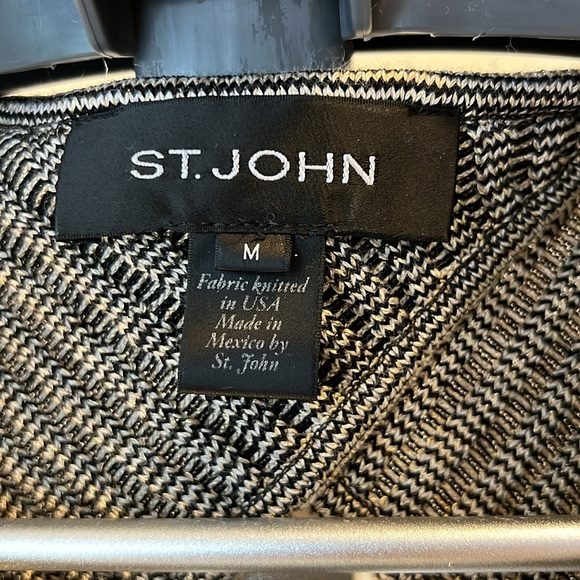 ST. JOHN
M
Fabric knitted
in USA
Made in
Mexico by
St. John